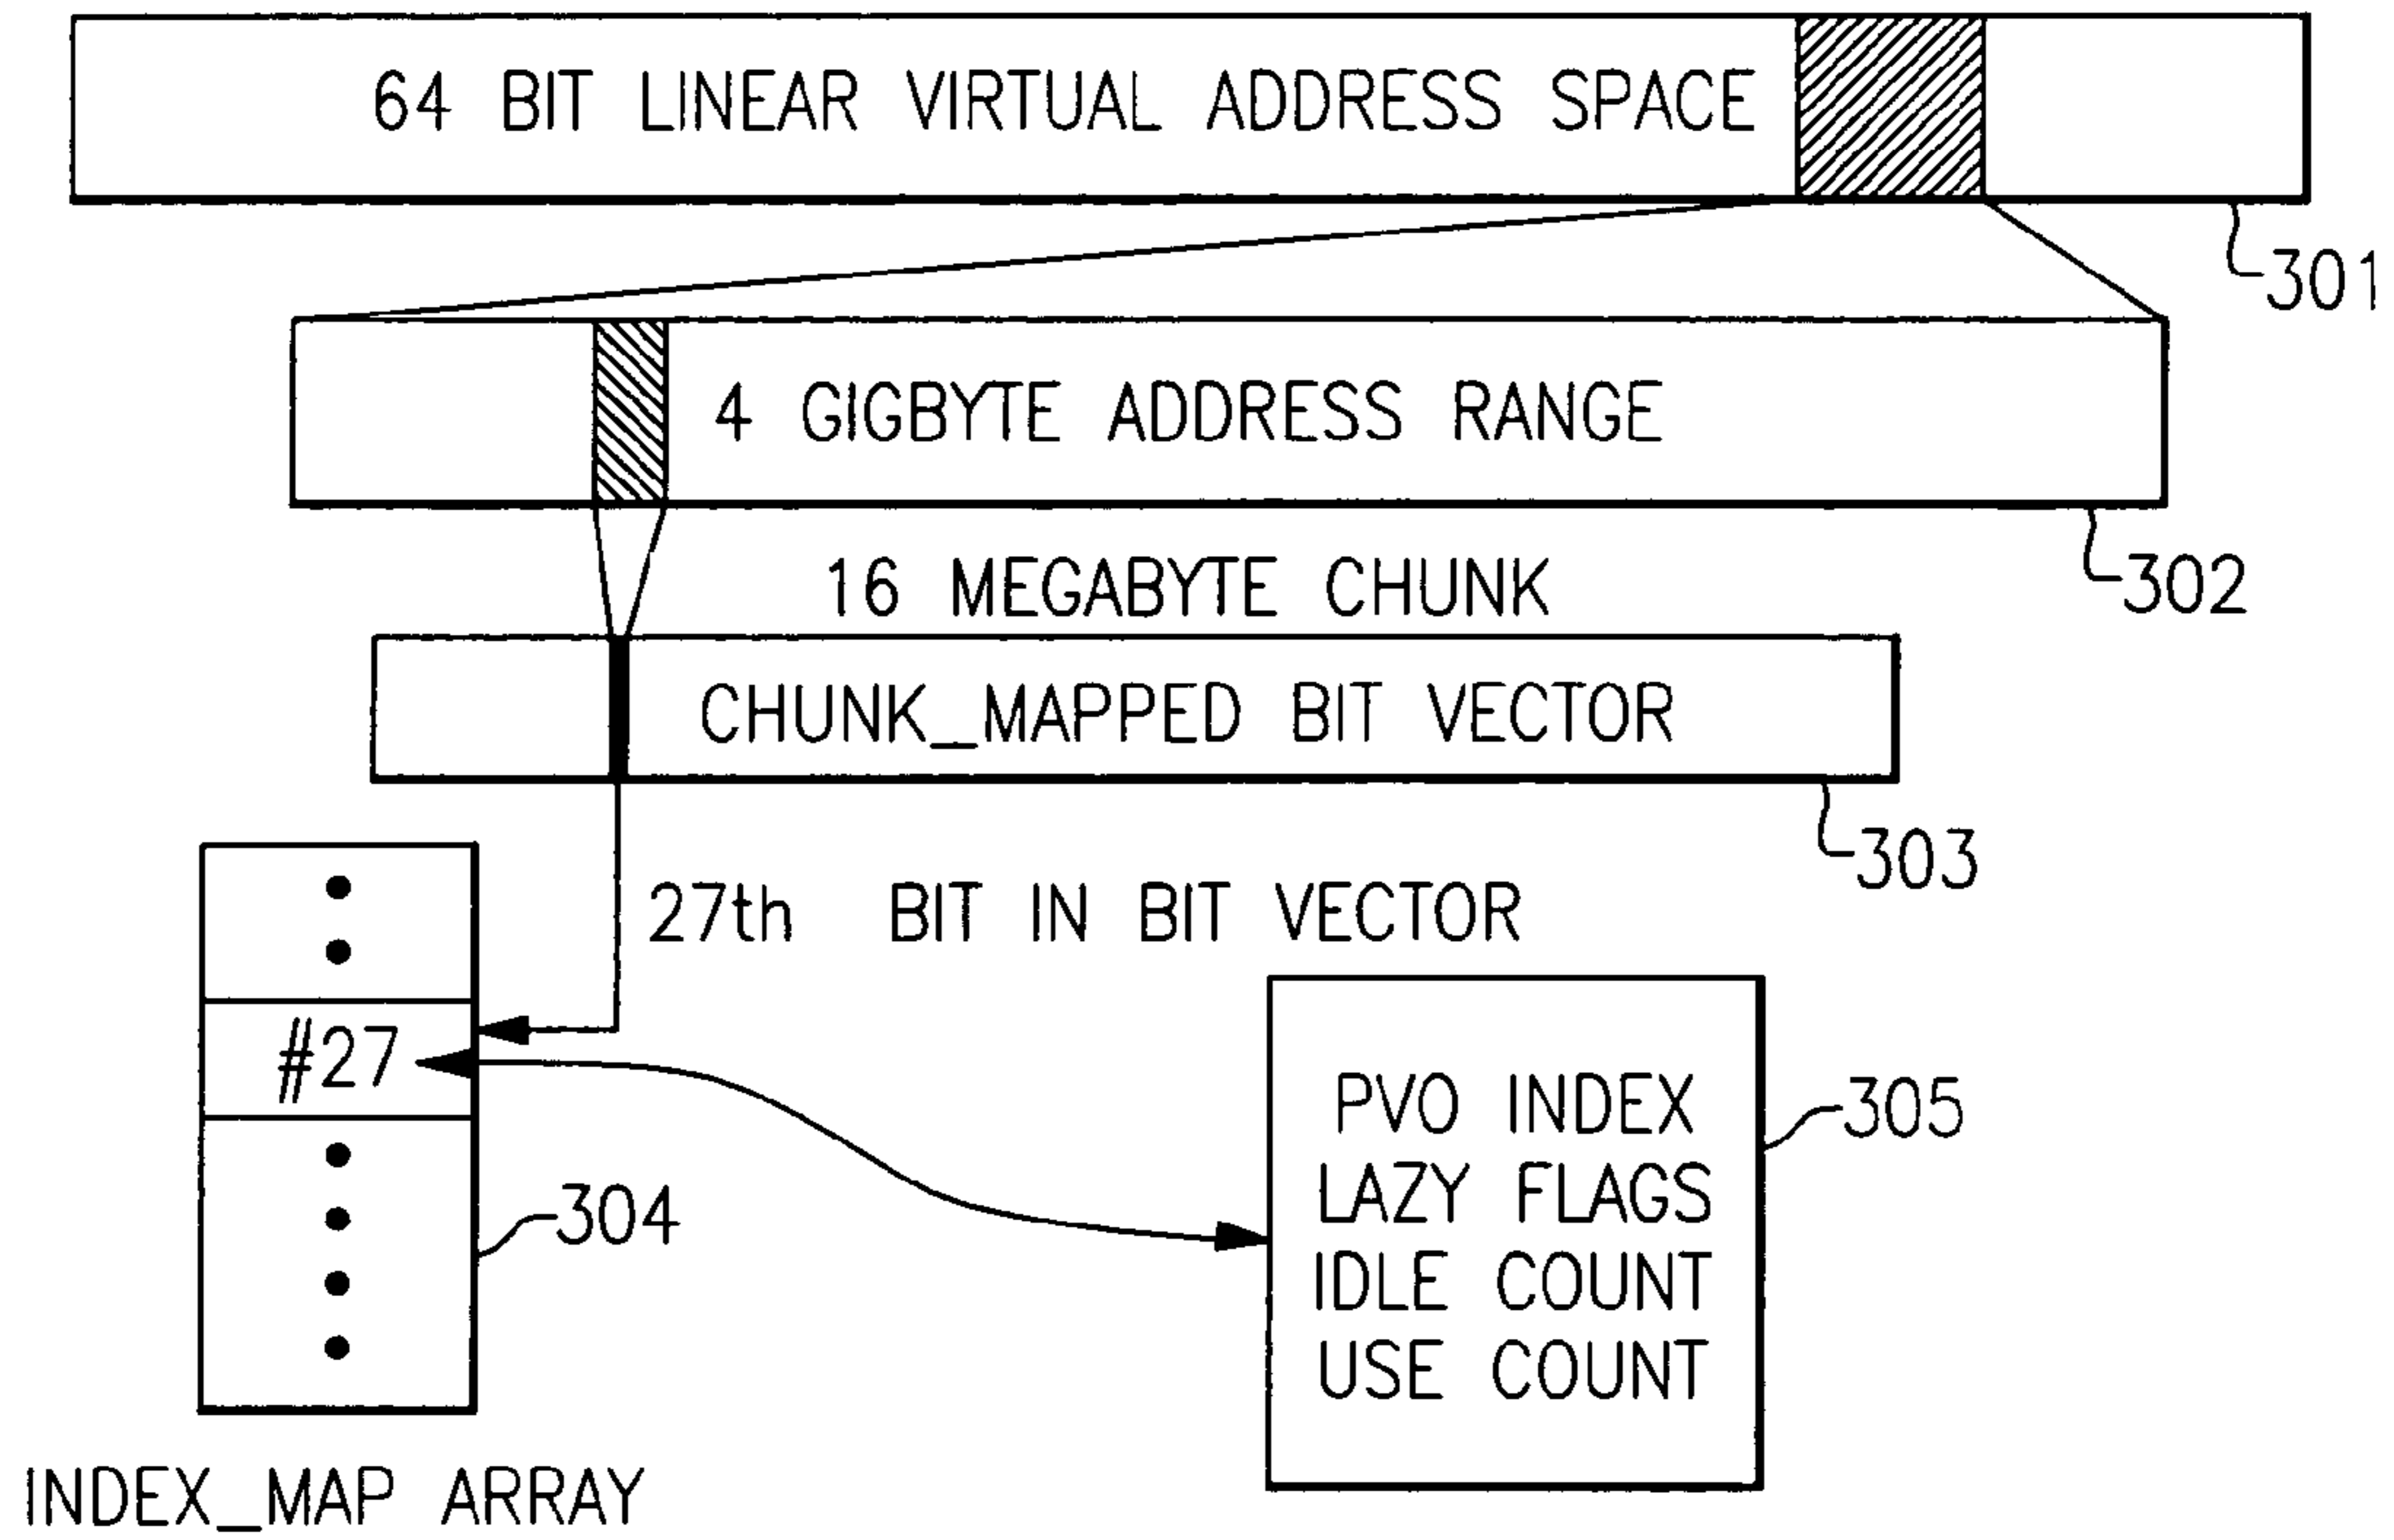 64 BIT LINEAR VIRTUAL ADDRESS SPACE
301
4 GIGBYTE ADDRESS RANGE
302
16 MEGABYTE CHUNK
CHUNK_MAPPED BIT VECTOR
303
27th BIT IN BIT VECTOR
#27
304
PVO INDEX
LAZY FLAGS
IDLE COUNT
USE COUNT
305
INDEX_MAP ARRAY